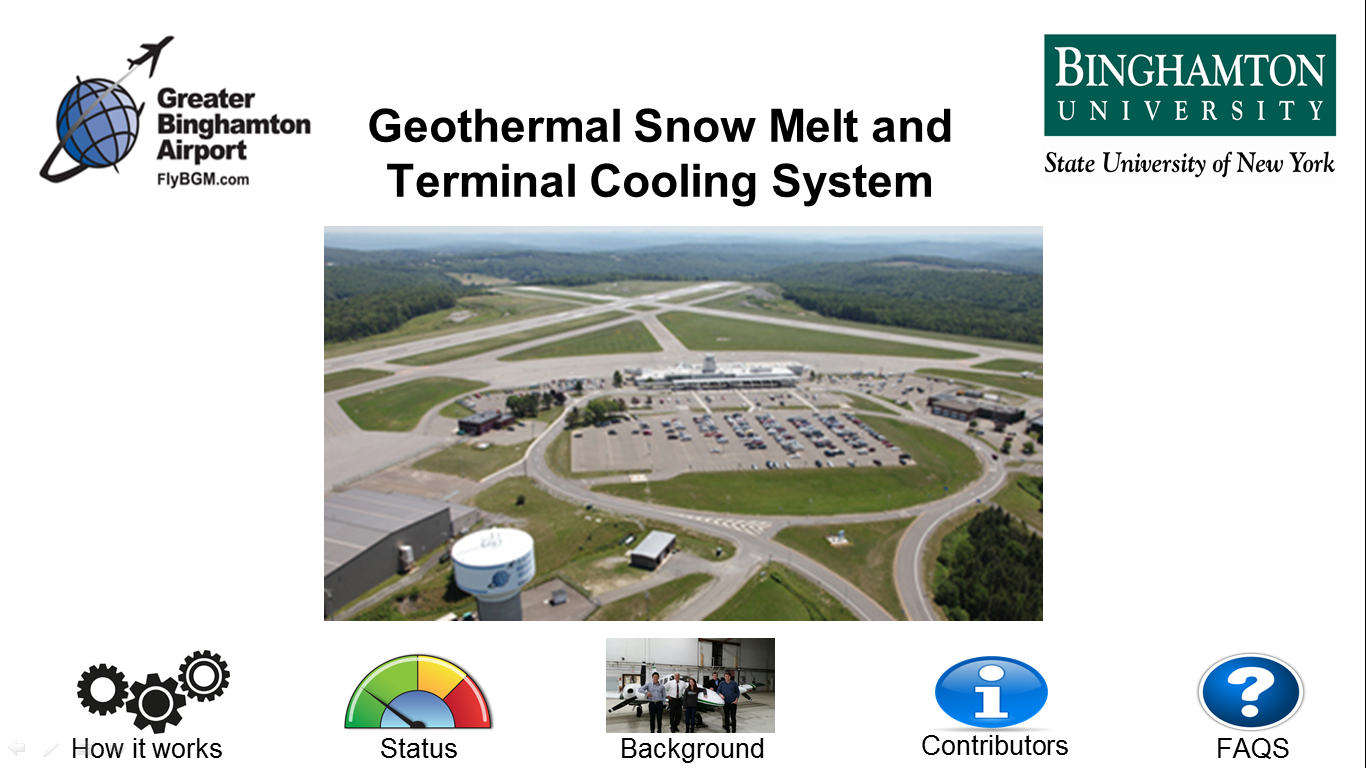 Greater
Binghamton
Airport
FlyBGM.com
Geothermal Snow Melt and
Terminal Cooling System
BINGHAMTON
UNIVERSITY
State University of New York
How it works
Status
Background
Contributors
FAQS